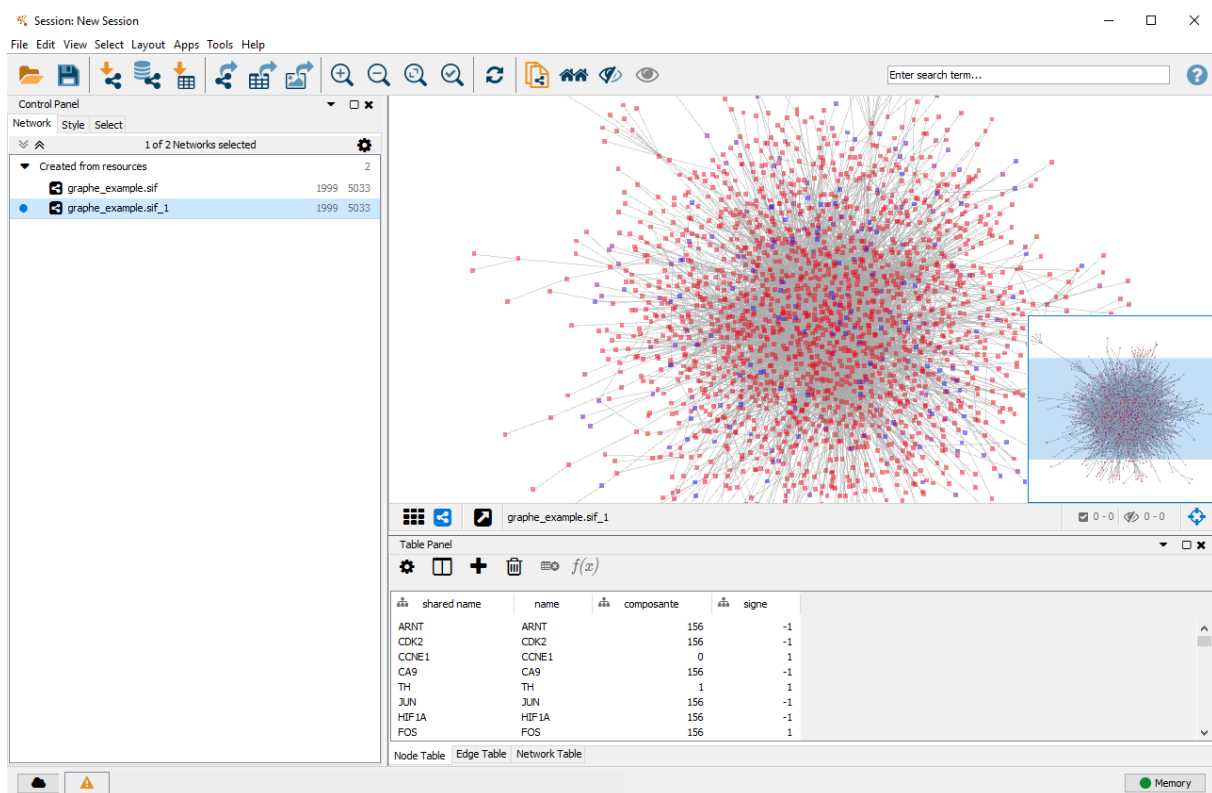 Session: New Session
File Edit View Select Layout Apps Tools Help
Enter search term...
Control Panel
Network Style Select
1 of 2 Networks selected
Created from resources 2
graphe_example.sif 1999 5033
graphe_example.sif_1 1999 5033
graphe_example.sif_1 0 - 0 0 - 0
Table Panel
f(x)
shared name name composante signe
ARNT ARNT 156 -1
CDK2 CDK2 156 -1
CCNE1 CCNE1 0 1
CA9 CA9 156 -1
TH TH 1 1
JUN JUN 156 -1
HIF1A HIF1A 156 -1
FOS FOS 156 1
Node Table Edge Table Network Table
Memory